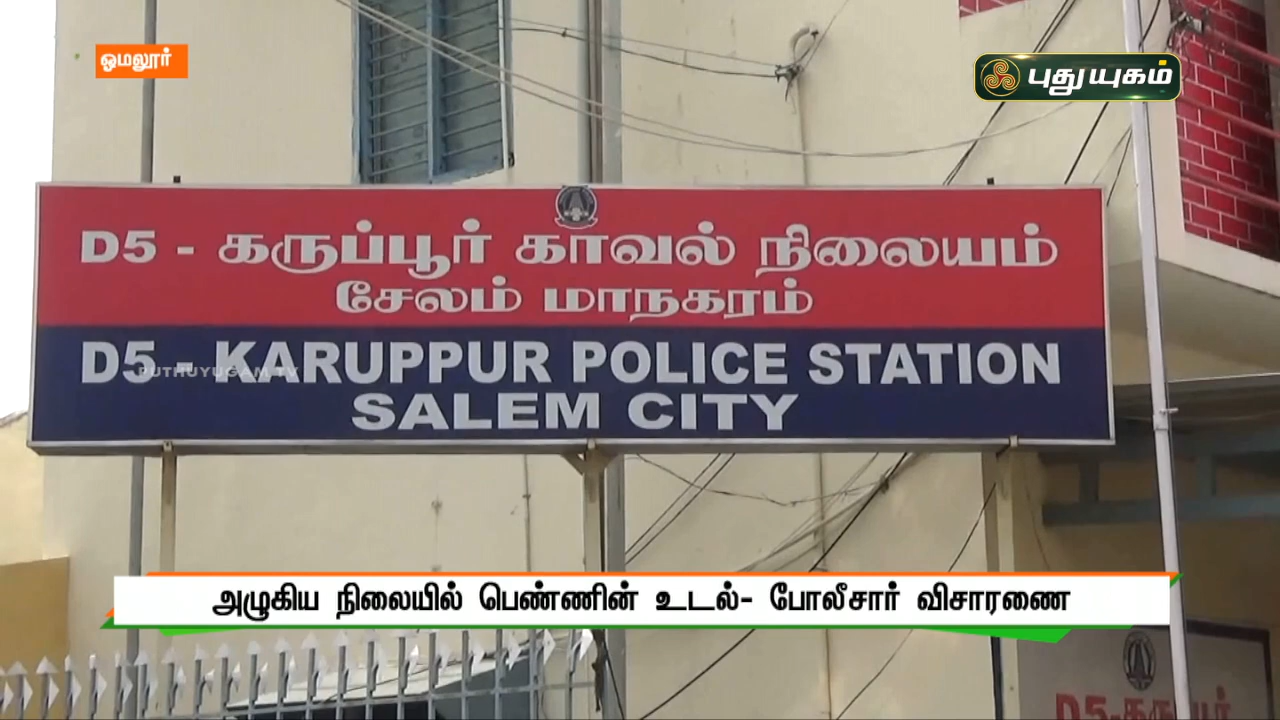 ஓமலூர்
புதுயுகம்
D5 - கருப்பூர் காவல் நிலையம்
சேலம் மாநகரம்
D5 - KARUPPUR POLICE STATION
PUTHUYUGAM TV
SALEM CITY
அழுகிய நிலையில் பெண்ணின் உடல்- போலீசார் விசாரணை
D5-கருப்பூர்